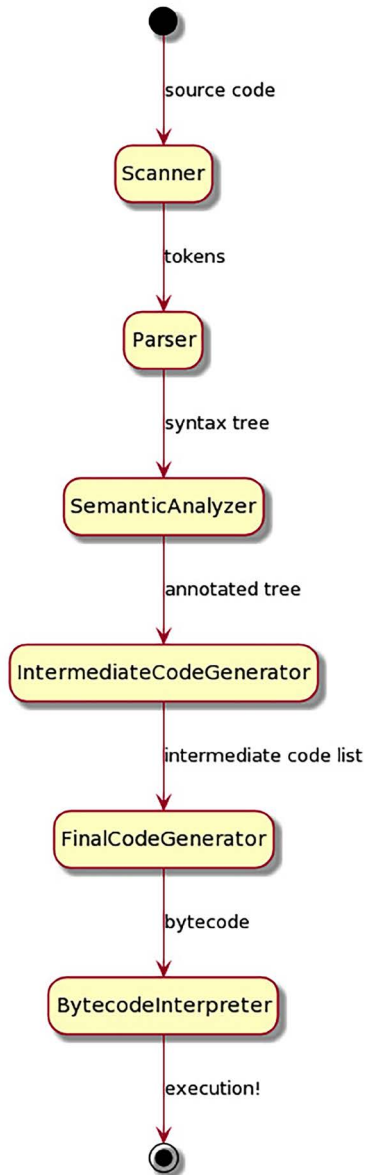 source code
Scanner
tokens
Parser
syntax tree
SemanticAnalyzer
annotated tree
IntermediateCodeGenerator
intermediate code list
FinalCodeGenerator
bytecode
BytecodeInterpreter
execution!